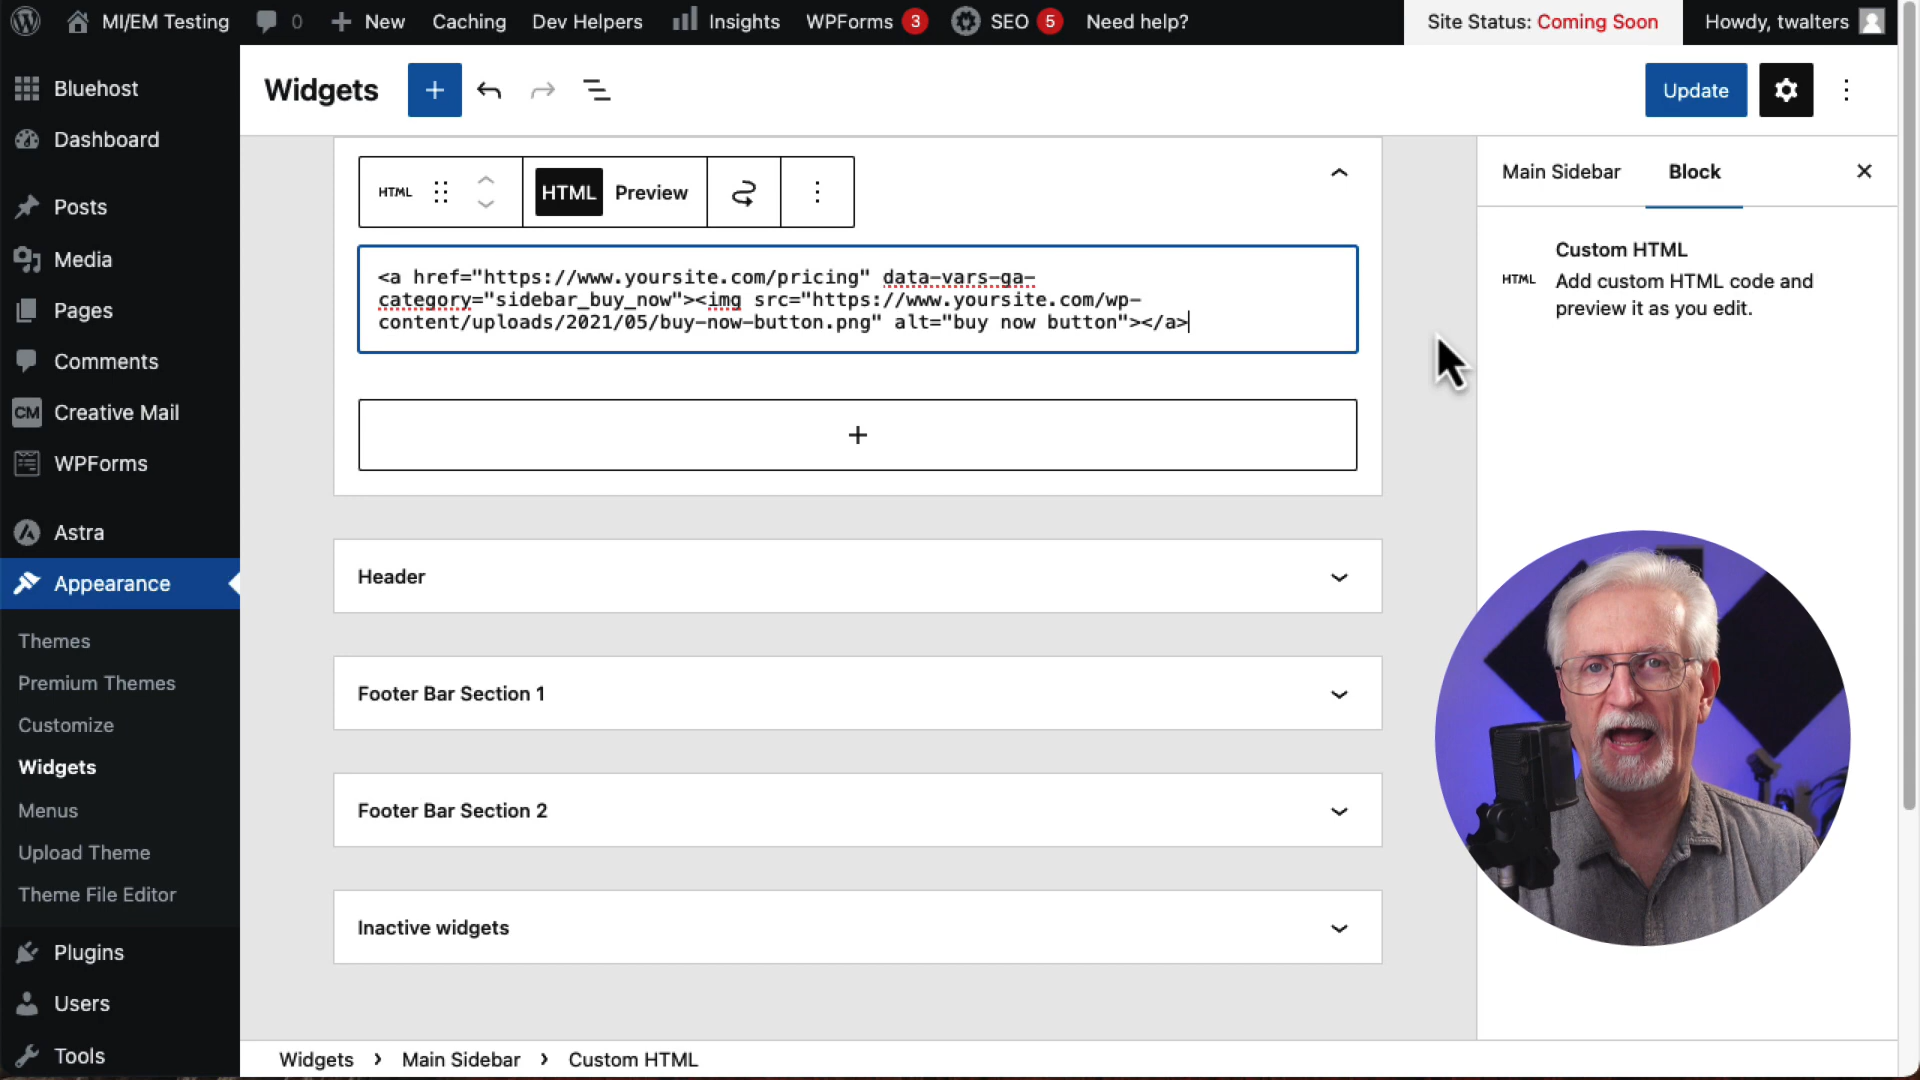 MI/EM Testing 0 New Caching Dev Helpers Insights WPForms 3 SEO 5 Need help? Site Status: Coming Soon Howdy, twalters
Bluehost
Dashboard
Posts
Media
Pages
Comments
CM Creative Mail
WPForms
Astra
Appearance
Themes
Premium Themes
Customize
Widgets
Menus
Upload Theme
Theme File Editor
Plugins
Users
Tools
Widgets
Update
HTML HTML Preview
<a href="https://www.yoursite.com/pricing" data-vars-ga-
category="sidebar_buy_now"><img src="https://www.yoursite.com/wp-
content/uploads/2021/05/buy-now-button.png" alt="buy now button"></a>
Header
Footer Bar Section 1
Footer Bar Section 2
Inactive widgets
Main Sidebar Block
Custom HTML
HTML Add custom HTML code and
preview it as you edit.
Widgets > Main Sidebar > Custom HTML